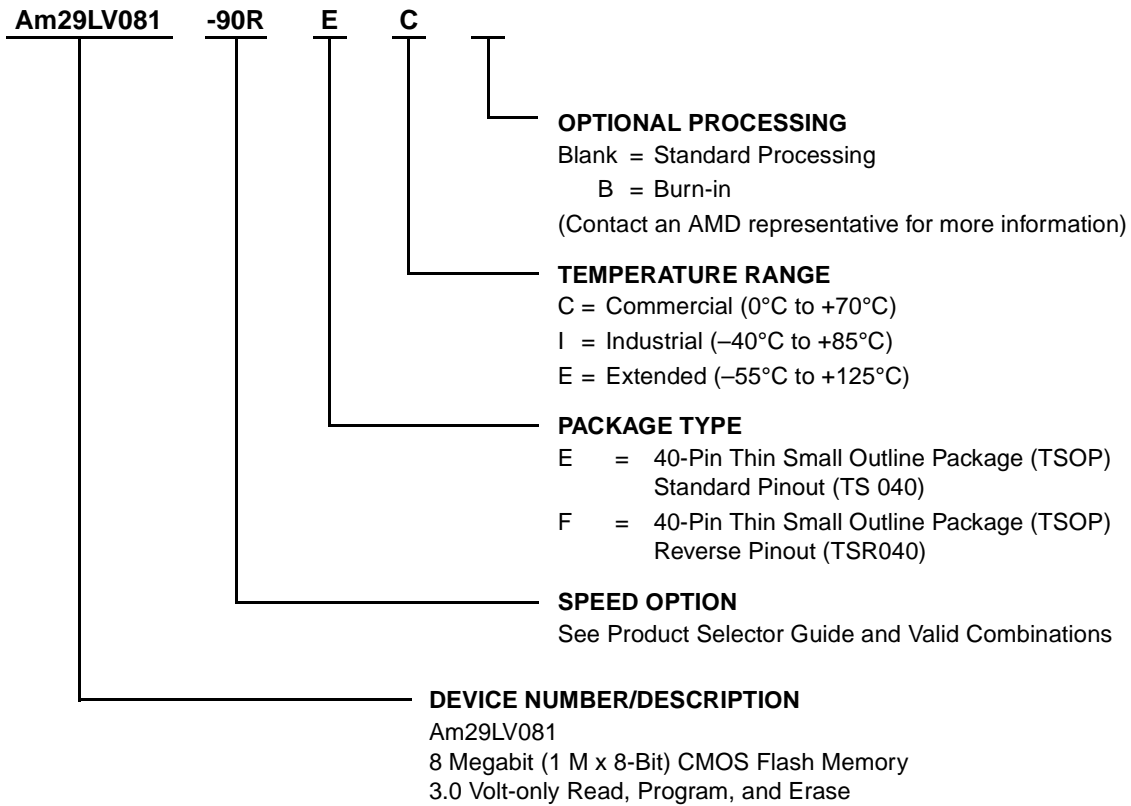 Am29LV081 -90R E C
OPTIONAL PROCESSING
Blank = Standard Processing
B = Burn-in
(Contact an AMD representative for more information)
TEMPERATURE RANGE
C = Commercial (0°C to +70°C)
I = Industrial (–40°C to +85°C)
E = Extended (–55°C to +125°C)
PACKAGE TYPE
E = 40-Pin Thin Small Outline Package (TSOP)
Standard Pinout (TS 040)
F = 40-Pin Thin Small Outline Package (TSOP)
Reverse Pinout (TSR040)
SPEED OPTION
See Product Selector Guide and Valid Combinations
DEVICE NUMBER/DESCRIPTION
Am29LV081
8 Megabit (1 M x 8-Bit) CMOS Flash Memory
3.0 Volt-only Read, Program, and Erase